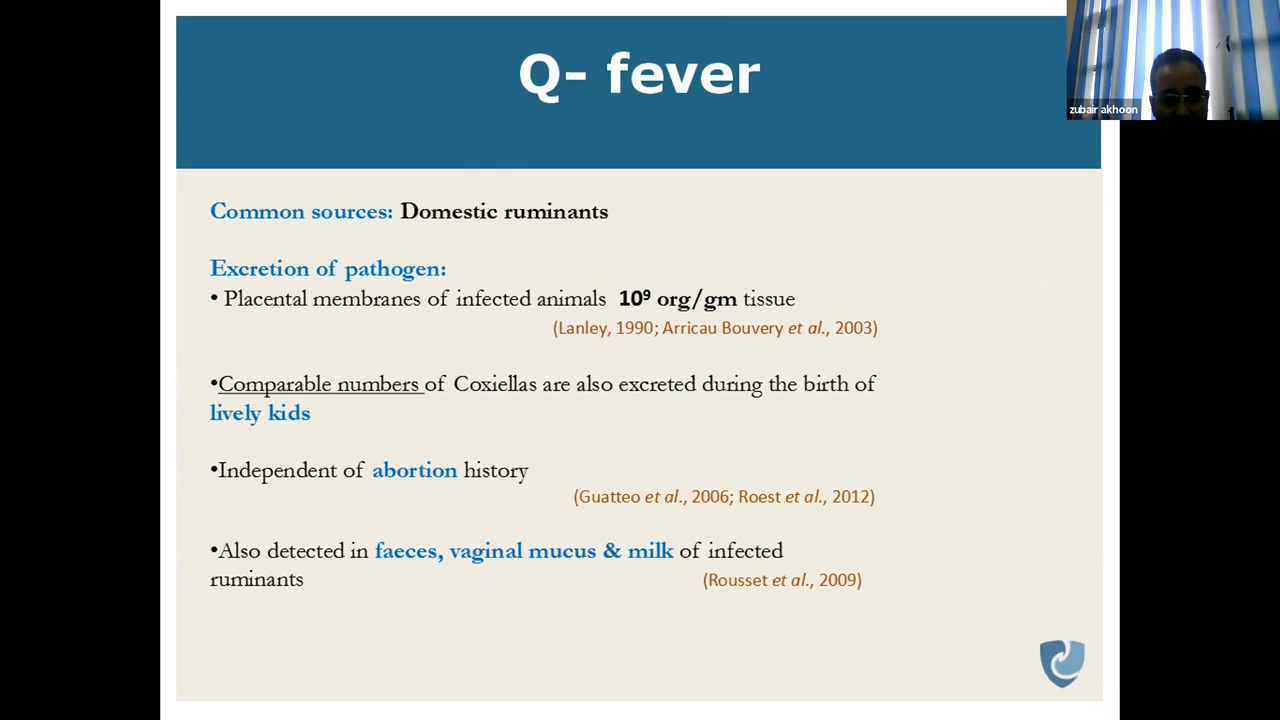 Q- fever
zubair akhoon
Common sources: Domestic ruminants
Excretion of pathogen:
• Placental membranes of infected animals 10⁹ org/gm tissue
(Lanley, 1990; Arricau Bouvery et al., 2003)
•Comparable numbers of Coxiellas are also excreted during the birth of
lively kids
•Independent of abortion history
(Guatteo et al., 2006; Roest et al., 2012)
•Also detected in faeces, vaginal mucus & milk of infected
ruminants (Rousset et al., 2009)